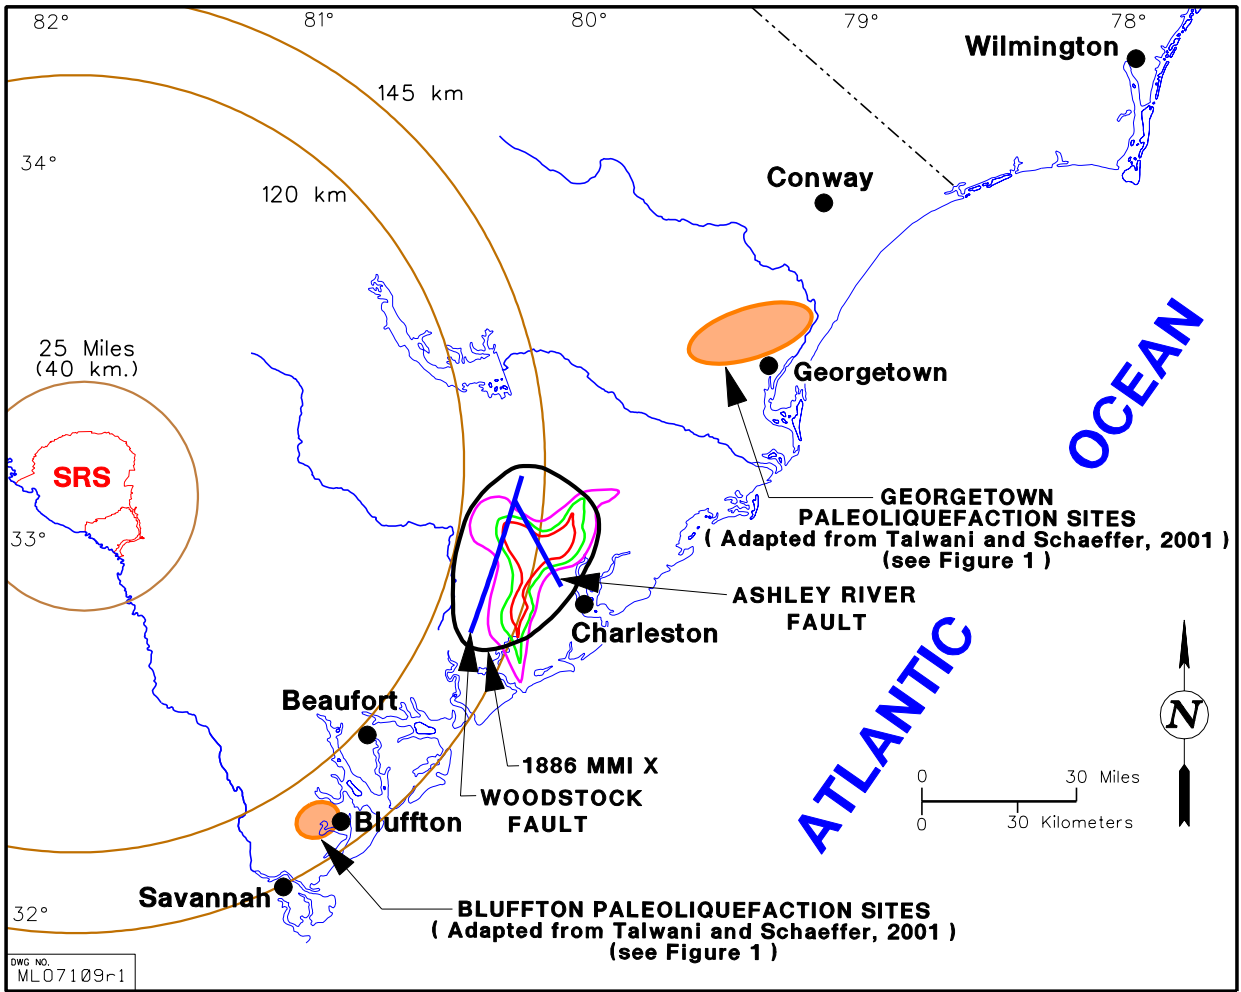 82°
81°
80°
79°
78°
Wilmington
145 km
34°
Conway
120 km
OCEAN
25 Miles
(40 km.)
Georgetown
SRS
GEORGETOWN
PALEOLIQUEFACTION SITES
( Adapted from Talwani and Schaeffer, 2001 )
(see Figure 1 )
33°
ASHLEY RIVER
FAULT
Charleston
ATLANTIC
Beaufort
N
1886 MMI X
0 30 Miles
WOODSTOCK
FAULT
0 30 Kilometers
Bluffton
Savannah
32°
BLUFFTON PALEOLIQUEFACTION SITES
( Adapted from Talwani and Schaeffer, 2001 )
(see Figure 1 )
DWG NO.
ML07109r1